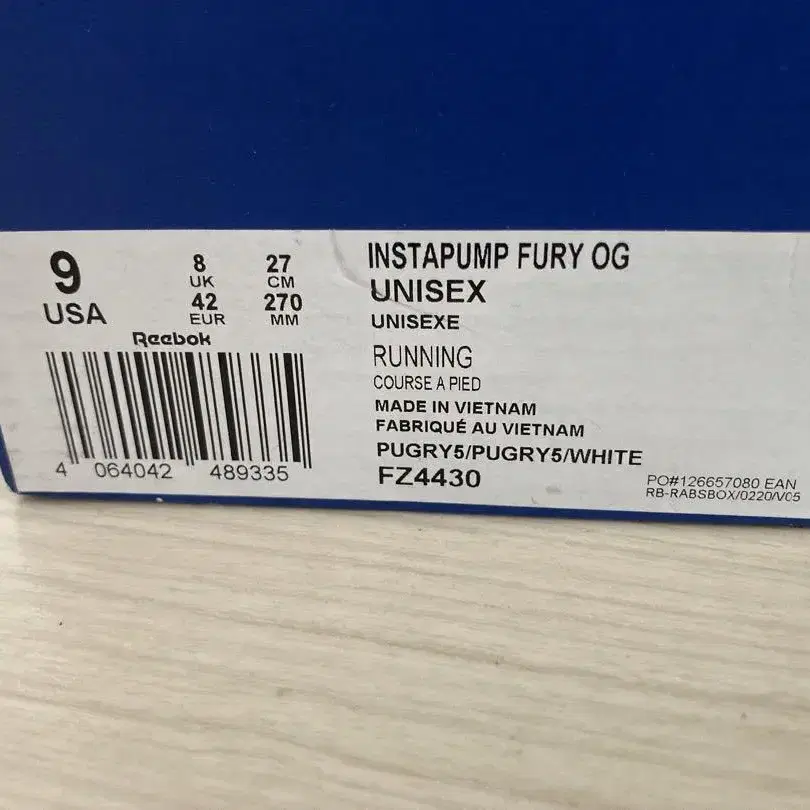 9
USA
8
UK
42
EUR
27
CM
270
MM
Reebok
4 064042 489335
INSTAPUMP FURY OG
UNISEX
UNISEXE
RUNNING
COURSE A PIED
MADE IN VIETNAM
FABRIQUÉ AU VIETNAM
PUGRY5/PUGRY5/WHITE
FZ4430
PO#126657080 EAN
RB-RABSBOX/0220/V05